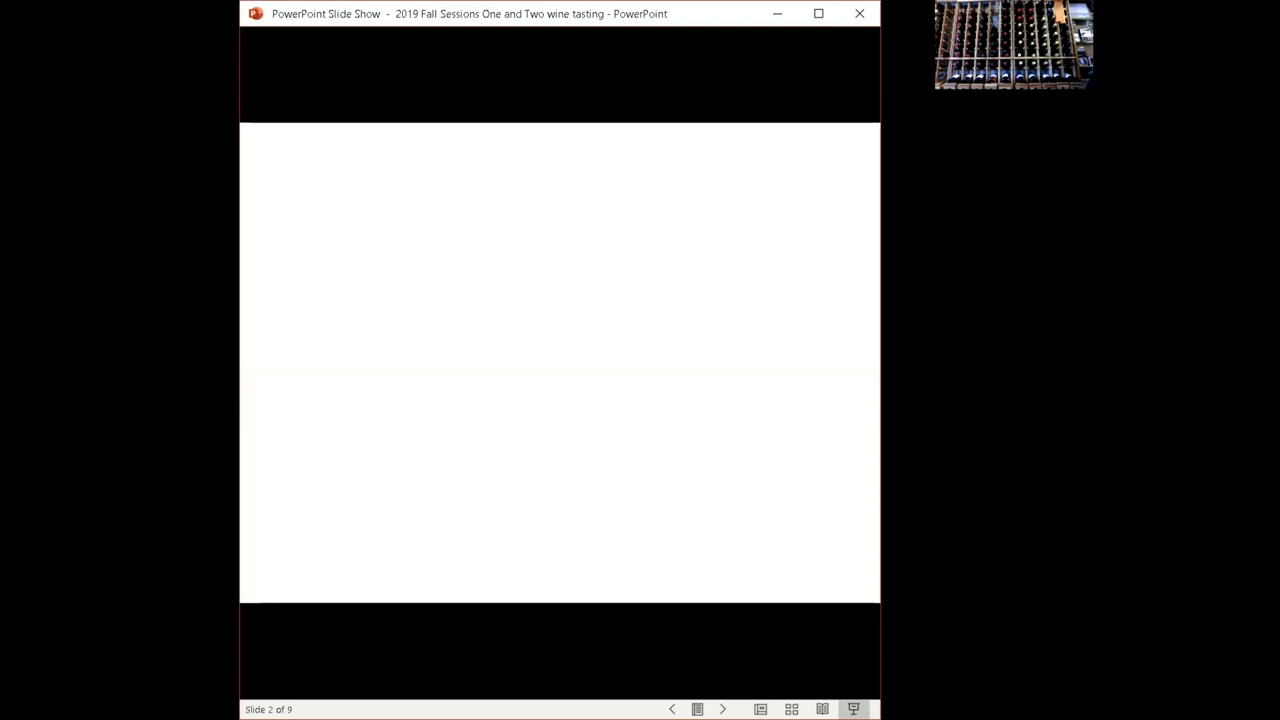 PowerPoint Slide Show - 2019 Fall Sessions One and Two wine tasting - PowerPoint
Slide 2 of 9